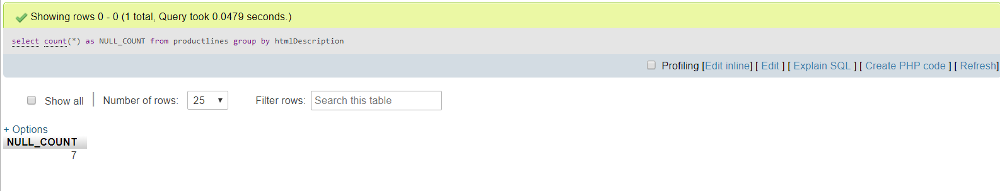 Showing rows 0 - 0 (1 total, Query took 0.0479 seconds.)
select count(*) as NULL_COUNT from productlines group by htmlDescription
Profiling [Edit inline] [ Edit ] [ Explain SQL ] [ Create PHP code ] [ Refresh]
Show all | Number of rows: 25 ▼ Filter rows: Search this table
+ Options
NULL_COUNT
7